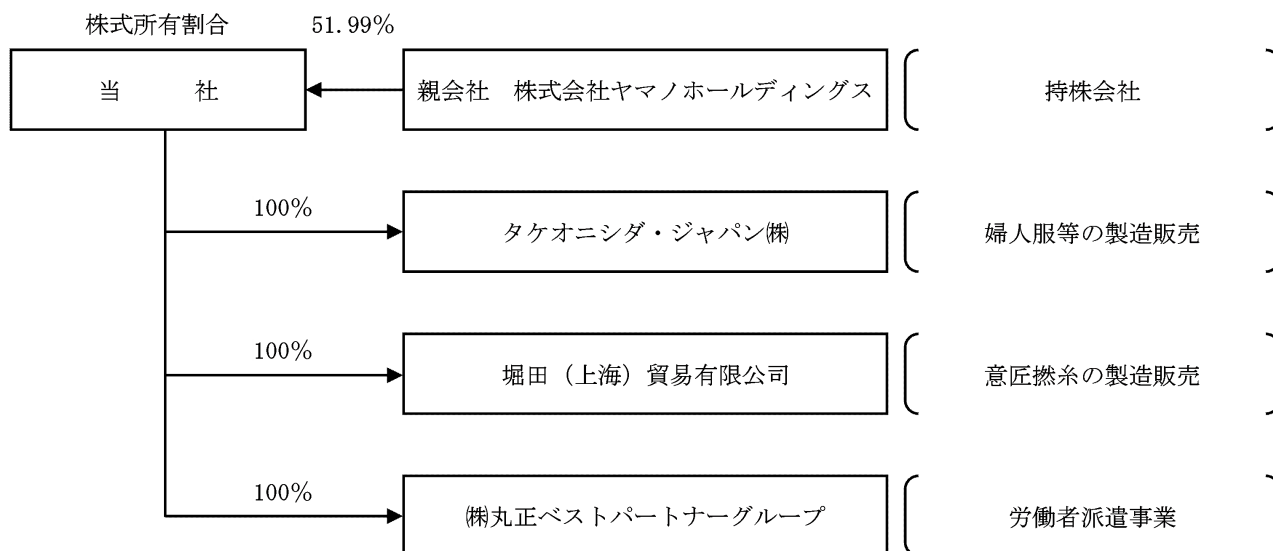 株式所有割合 51.99%
当 社
親会社 株式会社ヤマノホールディングス
持株会社
100%
タケオニシダ・ジャパン㈱
婦人服等の製造販売
100%
堀田（上海）貿易有限公司
意匠撚糸の製造販売
100%
㈱丸正ベストパートナーグループ
労働者派遣事業